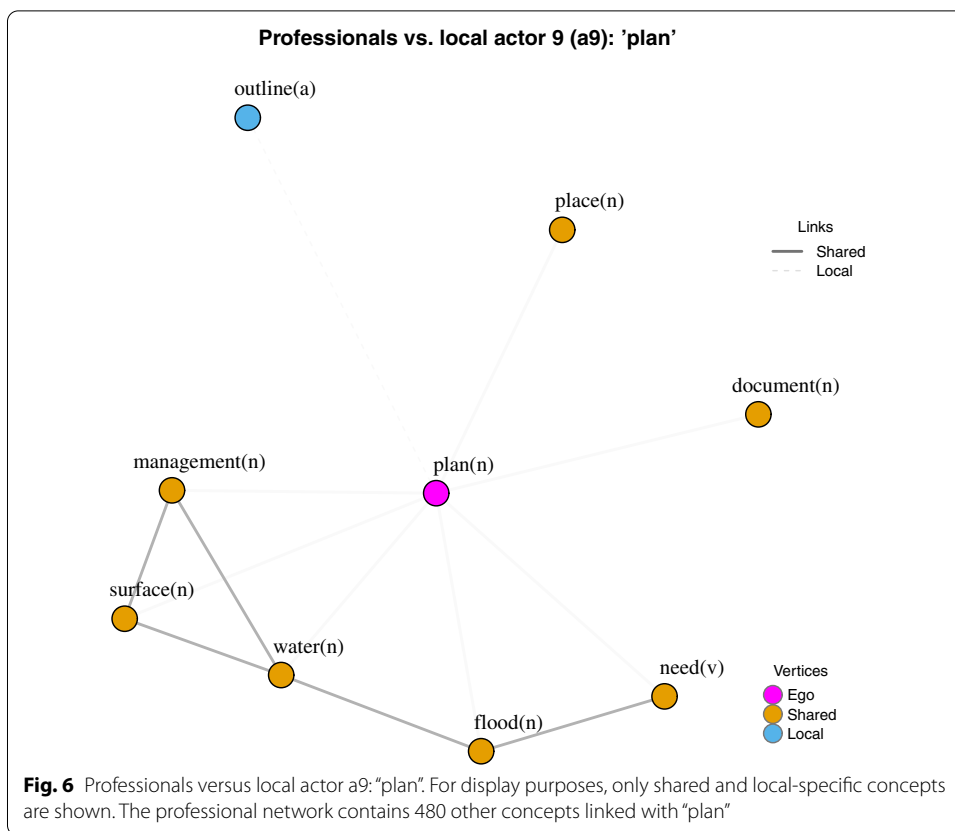 Professionals vs. local actor 9 (a9): 'plan'
outline(a)
place(n)
Links
Shared
Local
document(n)
management(n)
plan(n)
surface(n)
water(n)
need(v)
flood(n)
Vertices
Ego
Shared
Local
Fig. 6 Professionals versus local actor a9: “plan”. For display purposes, only shared and local-specific concepts
are shown. The professional network contains 480 other concepts linked with “plan”